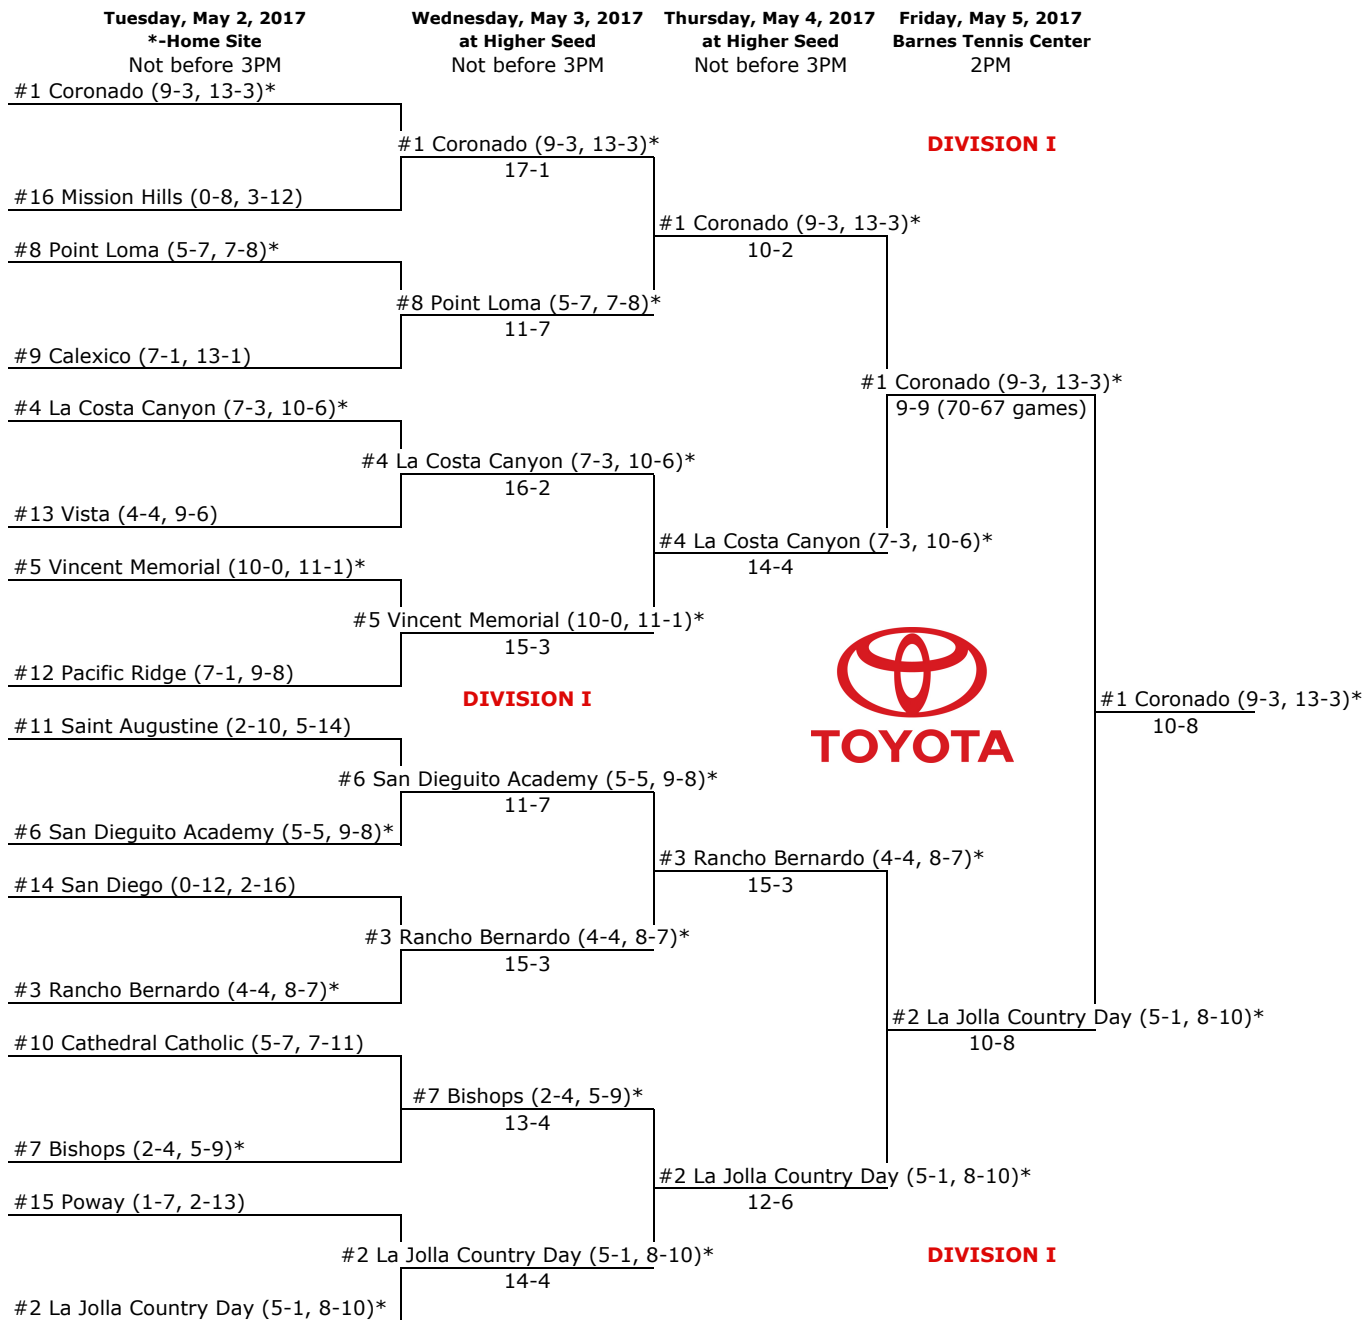 Tuesday, May 2, 2017
*-Home Site
Not before 3PM
Wednesday, May 3, 2017
at Higher Seed
Not before 3PM
Thursday, May 4, 2017
at Higher Seed
Not before 3PM
Friday, May 5, 2017
Barnes Tennis Center
2PM
#1 Coronado (9-3, 13-3)*
#1 Coronado (9-3, 13-3)*
17-1
DIVISION I
#16 Mission Hills (0-8, 3-12)
#1 Coronado (9-3, 13-3)*
10-2
#8 Point Loma (5-7, 7-8)*
#8 Point Loma (5-7, 7-8)*
11-7
#9 Calexico (7-1, 13-1)
#1 Coronado (9-3, 13-3)*
9-9 (70-67 games)
#4 La Costa Canyon (7-3, 10-6)*
#4 La Costa Canyon (7-3, 10-6)*
16-2
#13 Vista (4-4, 9-6)
#4 La Costa Canyon (7-3, 10-6)*
14-4
#5 Vincent Memorial (10-0, 11-1)*
#5 Vincent Memorial (10-0, 11-1)*
15-3
#12 Pacific Ridge (7-1, 9-8)
DIVISION I
TOYOTA
#1 Coronado (9-3, 13-3)*
10-8
#11 Saint Augustine (2-10, 5-14)
#6 San Dieguito Academy (5-5, 9-8)*
11-7
#6 San Dieguito Academy (5-5, 9-8)*
#3 Rancho Bernardo (4-4, 8-7)*
15-3
#14 San Diego (0-12, 2-16)
#3 Rancho Bernardo (4-4, 8-7)*
15-3
#3 Rancho Bernardo (4-4, 8-7)*
#2 La Jolla Country Day (5-1, 8-10)*
10-8
#10 Cathedral Catholic (5-7, 7-11)
#7 Bishops (2-4, 5-9)*
13-4
#7 Bishops (2-4, 5-9)*
#2 La Jolla Country Day (5-1, 8-10)*
12-6
#15 Poway (1-7, 2-13)
#2 La Jolla Country Day (5-1, 8-10)*
14-4
DIVISION I
#2 La Jolla Country Day (5-1, 8-10)*